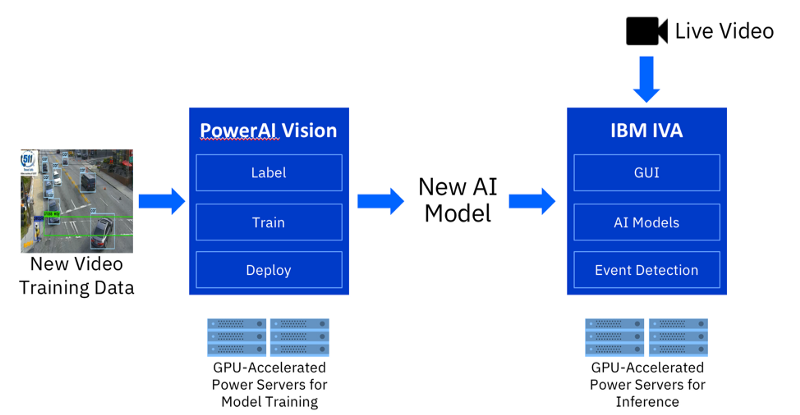 Live Video
PowerAI Vision
Label
Train
Deploy
New AI
Model
IBM IVA
GUI
AI Models
Event Detection
511
New Video
Training Data
GPU-Accelerated
Power Servers for
Model Training
GPU-Accelerated
Power Servers for
Inference